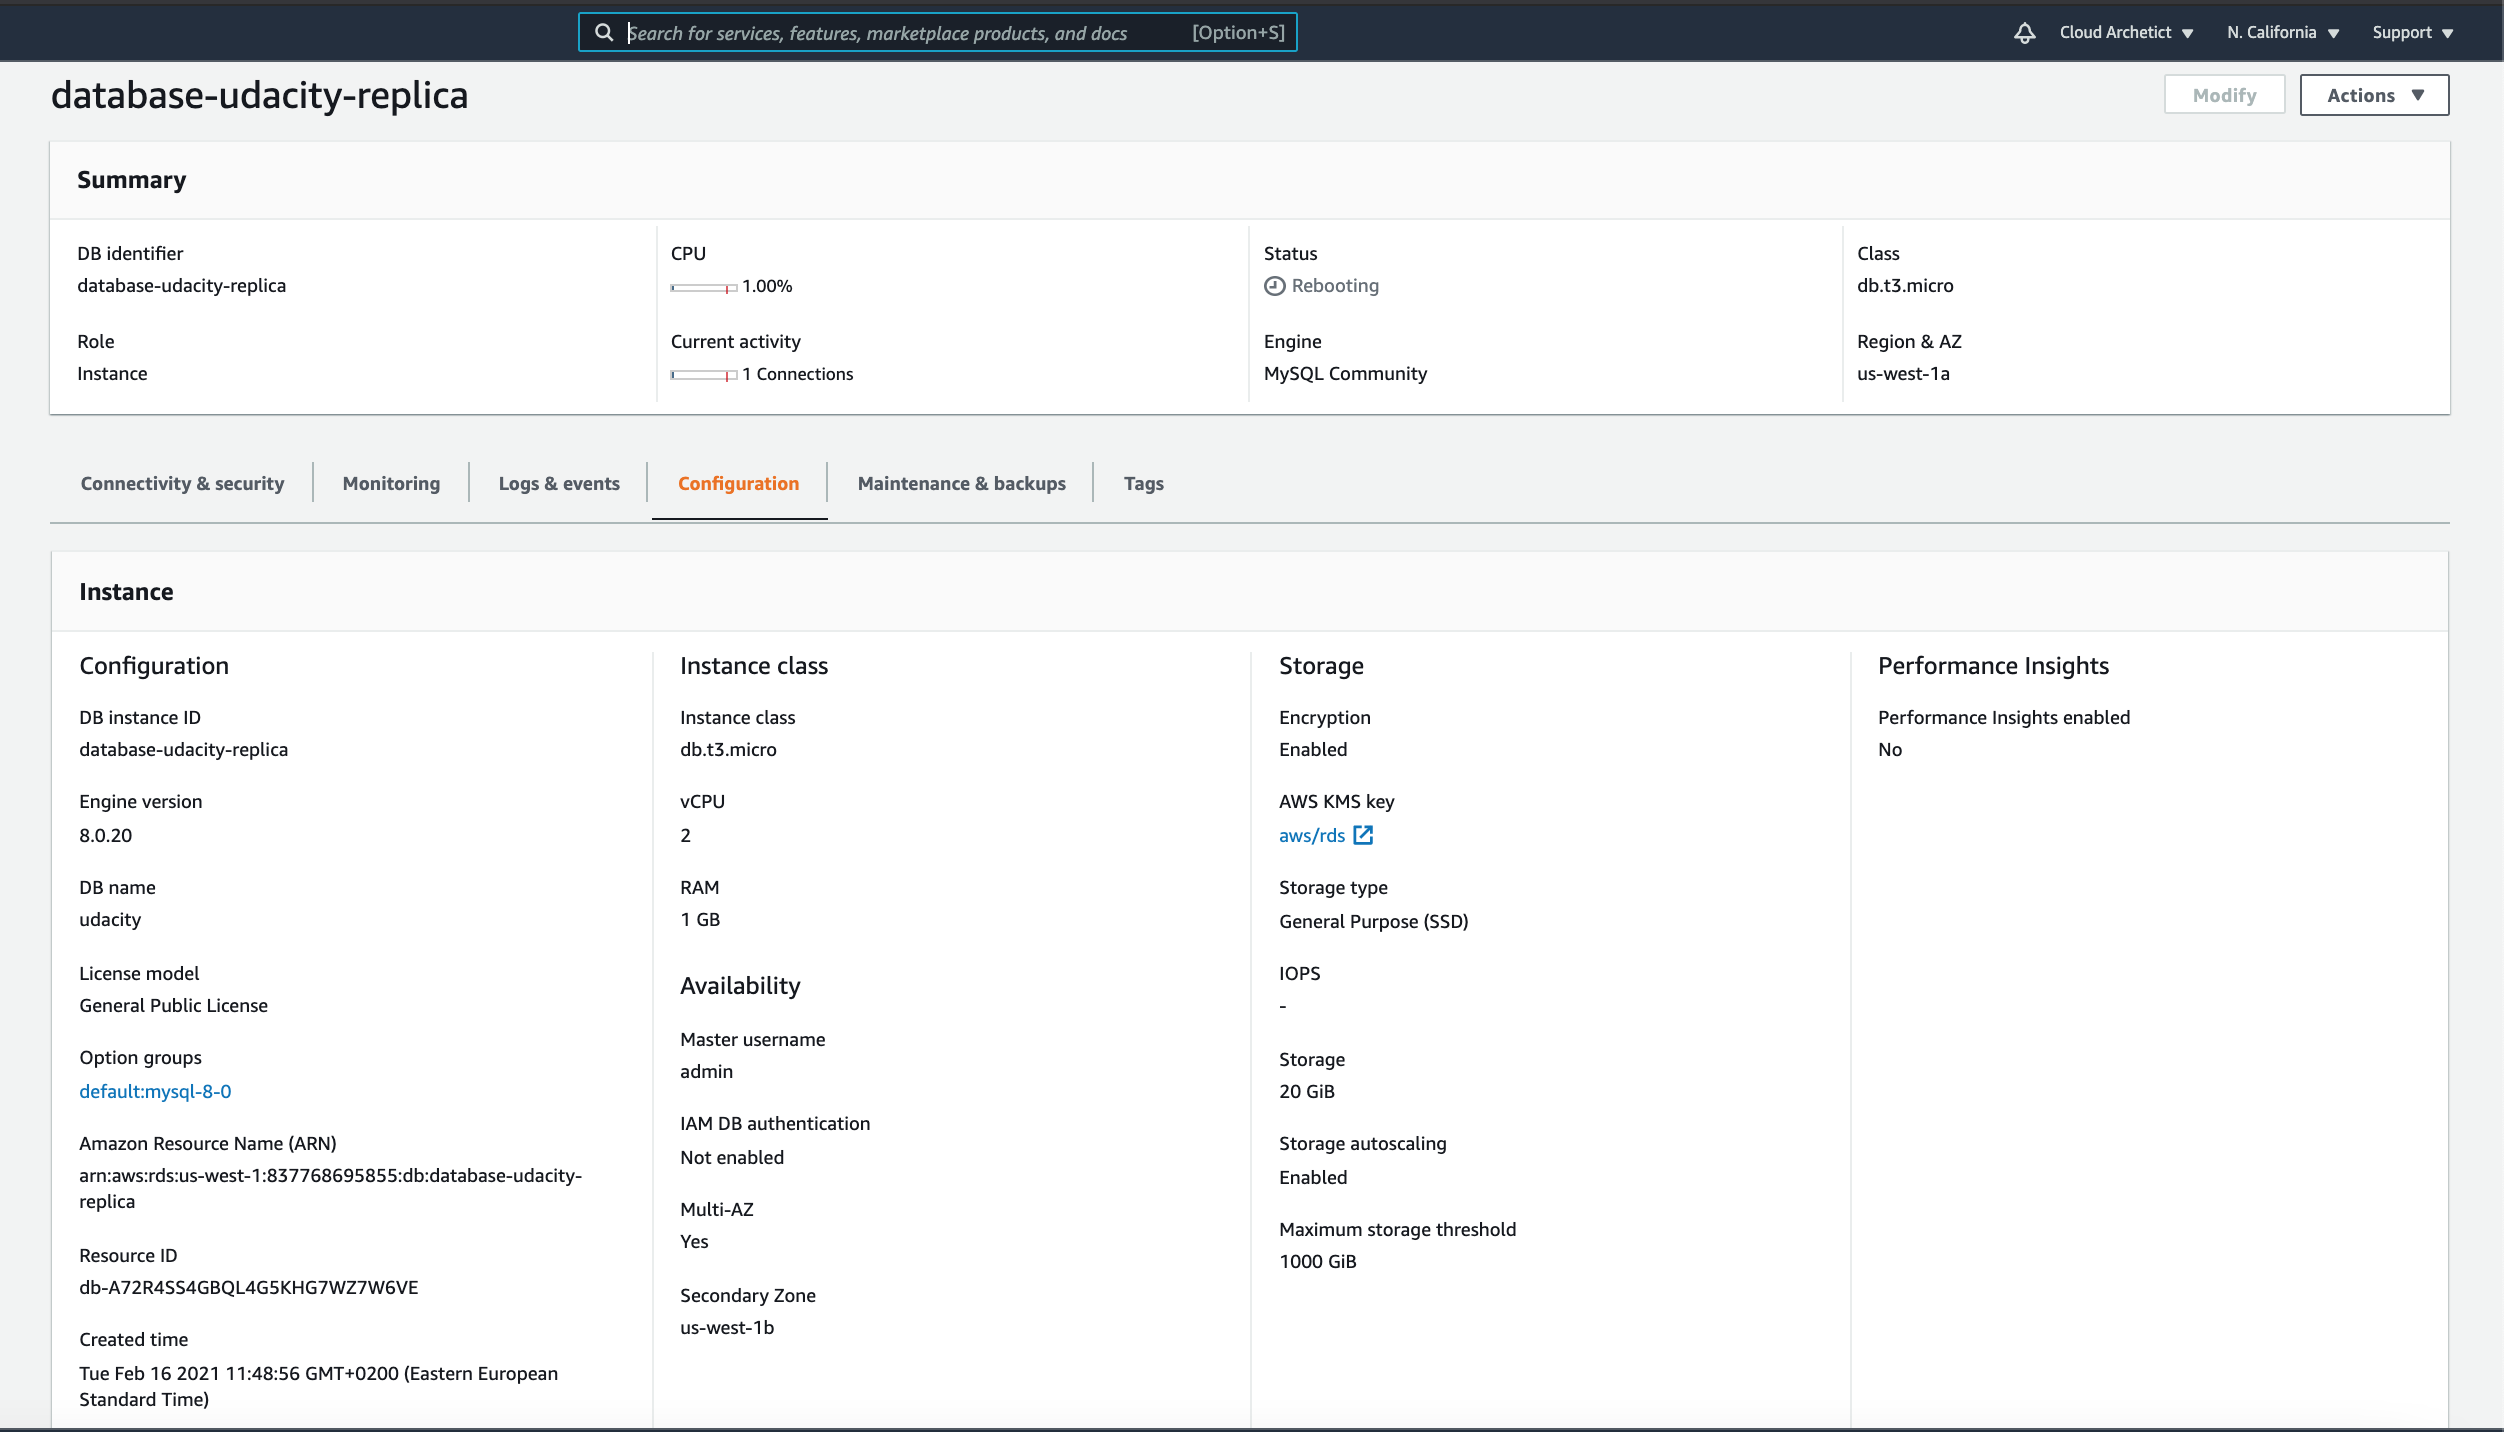 Search for services, features, marketplace products, and docs [Option+S]
Cloud Archetict
N. California
Support
database-udacity-replica
Modify
Actions
Summary
DB identifier
database-udacity-replica
CPU
1.00%
Status
Rebooting
Class
db.t3.micro
Role
Instance
Current activity
1 Connections
Engine
MySQL Community
Region & AZ
us-west-1a
Connectivity & security
Monitoring
Logs & events
Configuration
Maintenance & backups
Tags
Instance
Configuration
DB instance ID
database-udacity-replica
Engine version
8.0.20
DB name
udacity
License model
General Public License
Option groups
default:mysql-8-0
Amazon Resource Name (ARN)
arn:aws:rds:us-west-1:837768695855:db:database-udacity-
replica
Resource ID
db-A72R4SS4GBQL4G5KHG7WZ7W6VE
Created time
Tue Feb 16 2021 11:48:56 GMT+0200 (Eastern European
Standard Time)
Instance class
Instance class
db.t3.micro
vCPU
2
RAM
1 GB
Availability
Master username
admin
IAM DB authentication
Not enabled
Multi-AZ
Yes
Secondary Zone
us-west-1b
Storage
Encryption
Enabled
AWS KMS key
aws/rds
Storage type
General Purpose (SSD)
IOPS
-
Storage
20 GiB
Storage autoscaling
Enabled
Maximum storage threshold
1000 GiB
Performance Insights
Performance Insights enabled
No